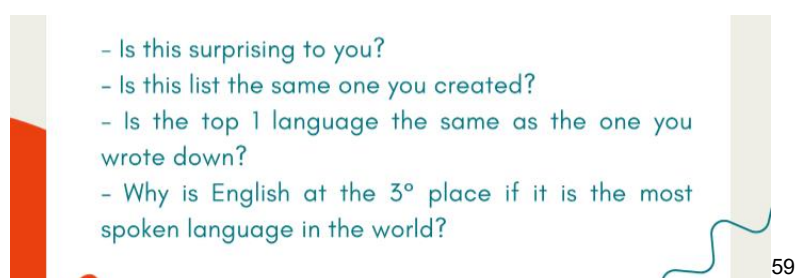 - Is this surprising to you?
- Is this list the same one you created?
- Is the top 1 language the same as the one you
wrote down?
- Why is English at the 3° place if it is the most
spoken language in the world?
59